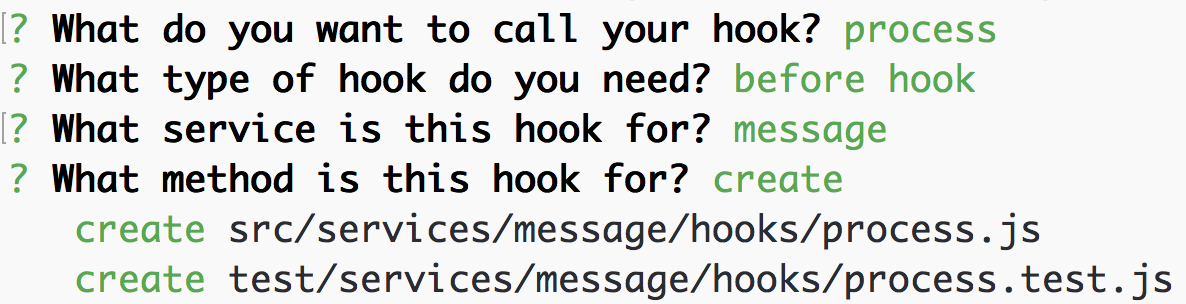 ? What do you want to call your hook? process
? What type of hook do you need? before hook
? What service is this hook for? message
? What method is this hook for? create
create src/services/message/hooks/process.js
create test/services/message/hooks/process.test.js